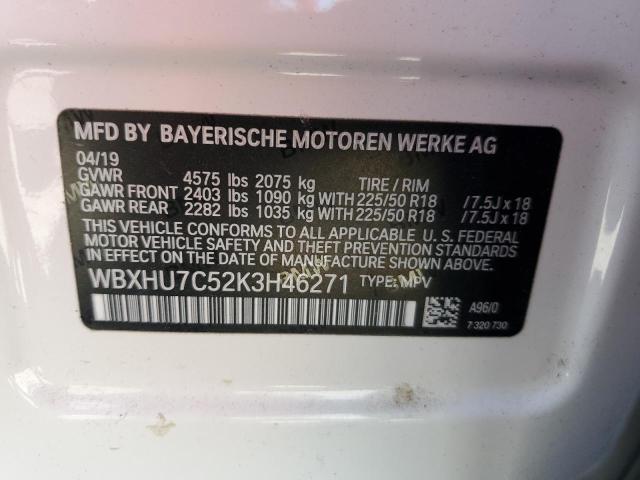 MFD BY BAYERISCHE MOTOREN WERKE AG
04/19
GVWR 4575 lbs 2075 kg TIRE / RIM
GAWR FRONT 2403 lbs 1090 kg WITH 225/50 R18 /7.5J x 18
GAWR REAR 2282 lbs 1035 kg WITH 225/50 R18 /7.5J x 18
THIS VEHICLE CONFORMS TO ALL APPLICABLE U.S. FEDERAL
MOTOR VEHICLE SAFETY AND THEFT PREVENTION STANDARDS
IN EFFECT ON THE DATE OF MANUFACTURE SHOWN ABOVE.
WBXHU7C52K3H46271 TYPE: MPV
A96/0
7 320 730